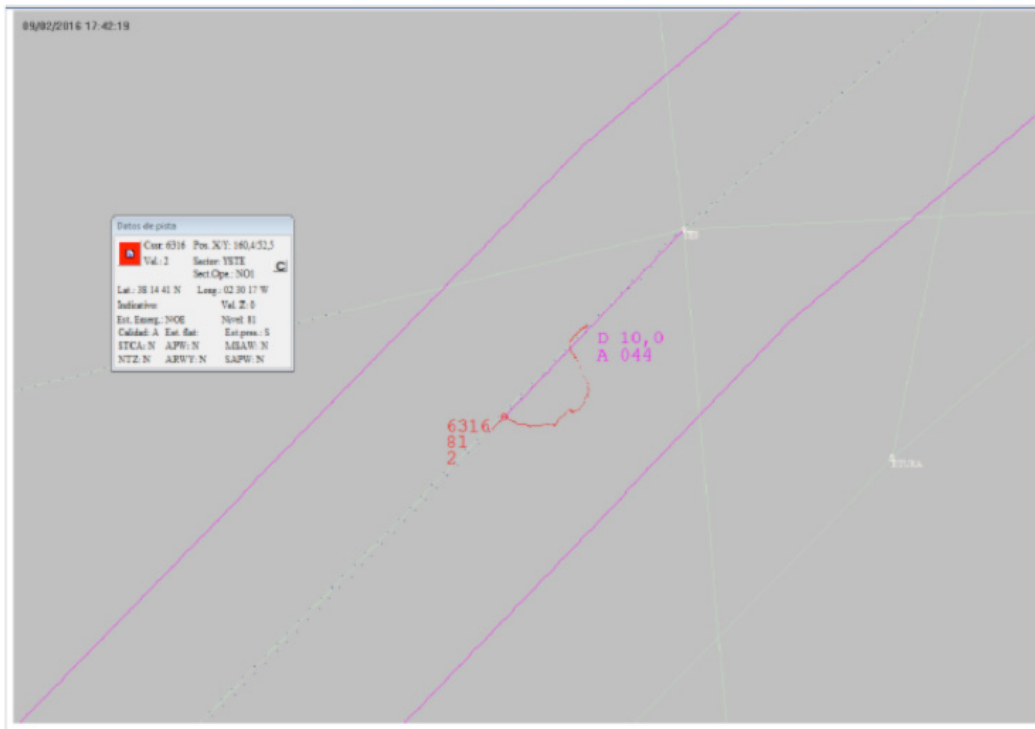 09/02/2016 17:42:19
Datos de pista
Cssr: 6316 Pos. X/Y: 160,4/52,5
Vel.: 2 Sector: YSTE
Sect.Ope.: NO1
C
Lat.: 38 14 41 N Long.: 02 30 17 W
Indicativo: Vel. Z: 0
Est. Emerg.: NOE Nivel: 81
Calidad: A Est. flat: Est.pres.: S
STCA: N APW: N MSAW: N
NTZ: N ARWY: N SAPW: N
D 10,0
A 044
6316
81
2